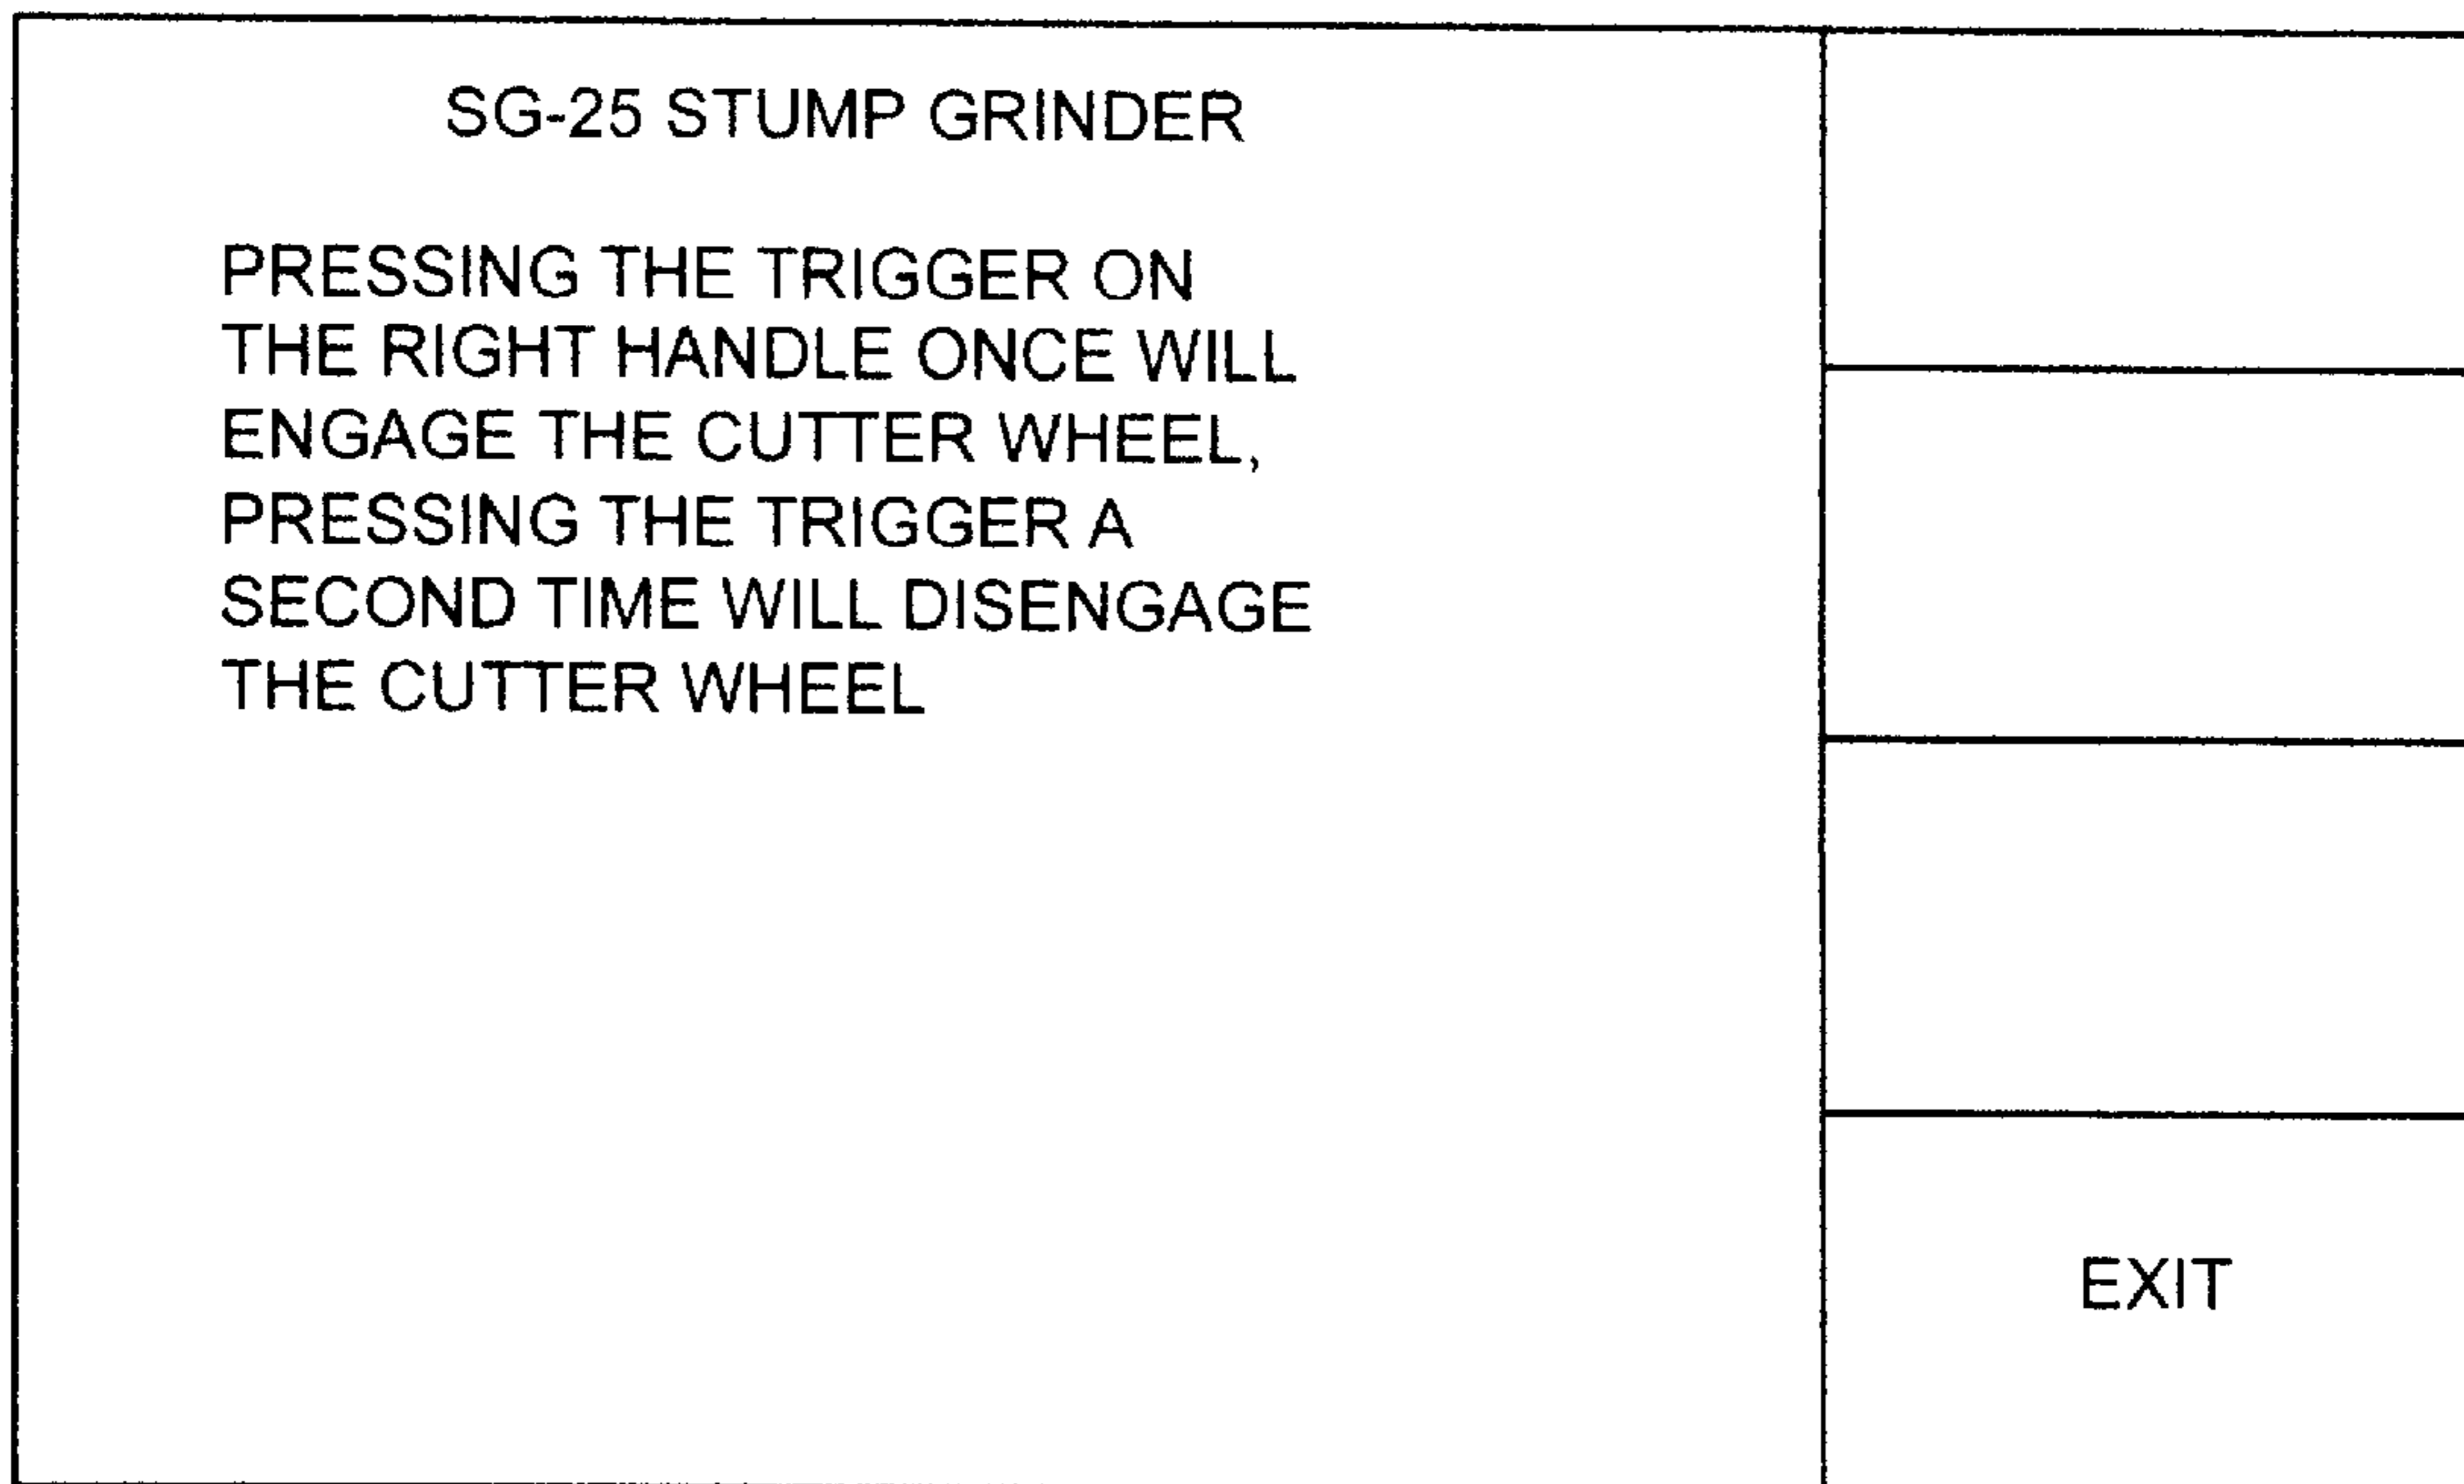 SG-25 STUMP GRINDER
PRESSING THE TRIGGER ON
THE RIGHT HANDLE ONCE WILL
ENGAGE THE CUTTER WHEEL,
PRESSING THE TRIGGER A
SECOND TIME WILL DISENGAGE
THE CUTTER WHEEL
EXIT